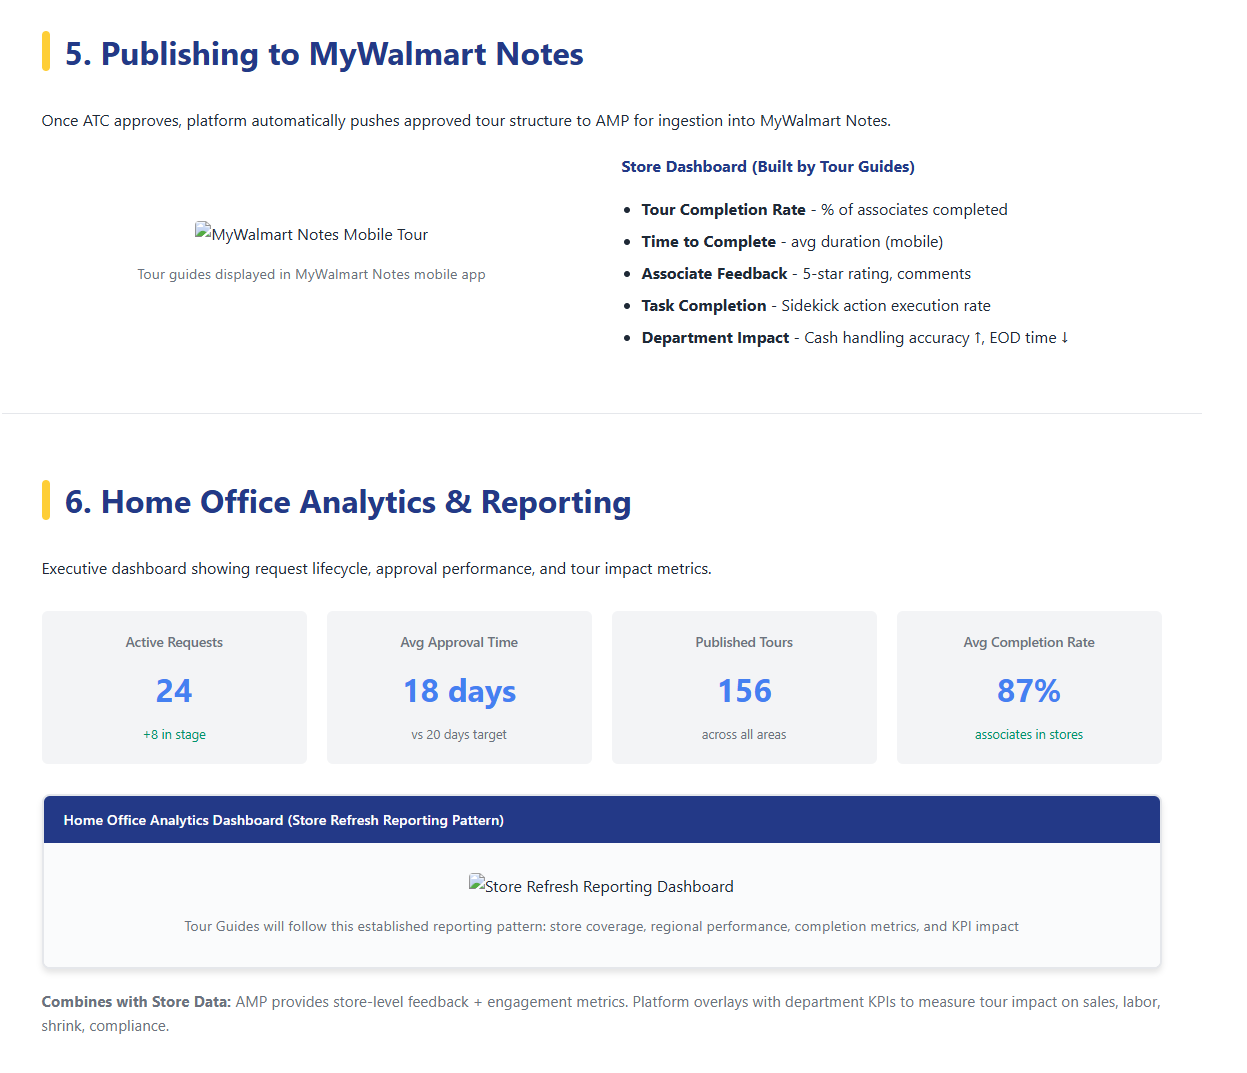 5. Publishing to MyWalmart Notes
Once ATC approves, platform automatically pushes approved tour structure to AMP for ingestion into MyWalmart Notes.
MyWalmart Notes Mobile Tour
Tour guides displayed in MyWalmart Notes mobile app
Store Dashboard (Built by Tour Guides)
• Tour Completion Rate - % of associates completed
• Time to Complete - avg duration (mobile)
• Associate Feedback - 5-star rating, comments
• Task Completion - Sidekick action execution rate
• Department Impact - Cash handling accuracy ↑, EOD time ↓
6. Home Office Analytics & Reporting
Executive dashboard showing request lifecycle, approval performance, and tour impact metrics.
Active Requests
24
+8 in stage
Avg Approval Time
18 days
vs 20 days target
Published Tours
156
across all areas
Avg Completion Rate
87%
associates in stores
Home Office Analytics Dashboard (Store Refresh Reporting Pattern)
Store Refresh Reporting Dashboard
Tour Guides will follow this established reporting pattern: store coverage, regional performance, completion metrics, and KPI impact
Combines with Store Data: AMP provides store-level feedback + engagement metrics. Platform overlays with department KPIs to measure tour impact on sales, labor,
shrink, compliance.